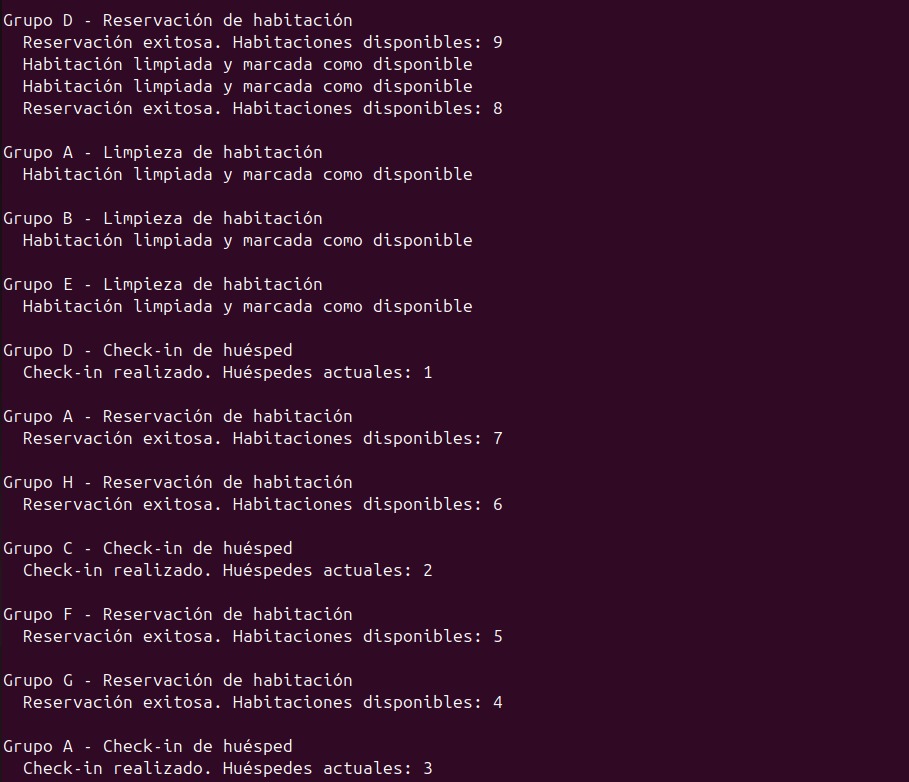 Grupo D - Reservación de habitación
Reservación exitosa. Habitaciones disponibles: 9
Habitación limpiada y marcada como disponible
Habitación limpiada y marcada como disponible
Reservación exitosa. Habitaciones disponibles: 8
Grupo A - Limpieza de habitación
Habitación limpiada y marcada como disponible
Grupo B - Limpieza de habitación
Habitación limpiada y marcada como disponible
Grupo E - Limpieza de habitación
Habitación limpiada y marcada como disponible
Grupo D - Check-in de huésped
Check-in realizado. Huéspedes actuales: 1
Grupo A - Reservación de habitación
Reservación exitosa. Habitaciones disponibles: 7
Grupo H - Reservación de habitación
Reservación exitosa. Habitaciones disponibles: 6
Grupo C - Check-in de huésped
Check-in realizado. Huéspedes actuales: 2
Grupo F - Reservación de habitación
Reservación exitosa. Habitaciones disponibles: 5
Grupo G - Reservación de habitación
Reservación exitosa. Habitaciones disponibles: 4
Grupo A - Check-in de huésped
Check-in realizado. Huéspedes actuales: 3